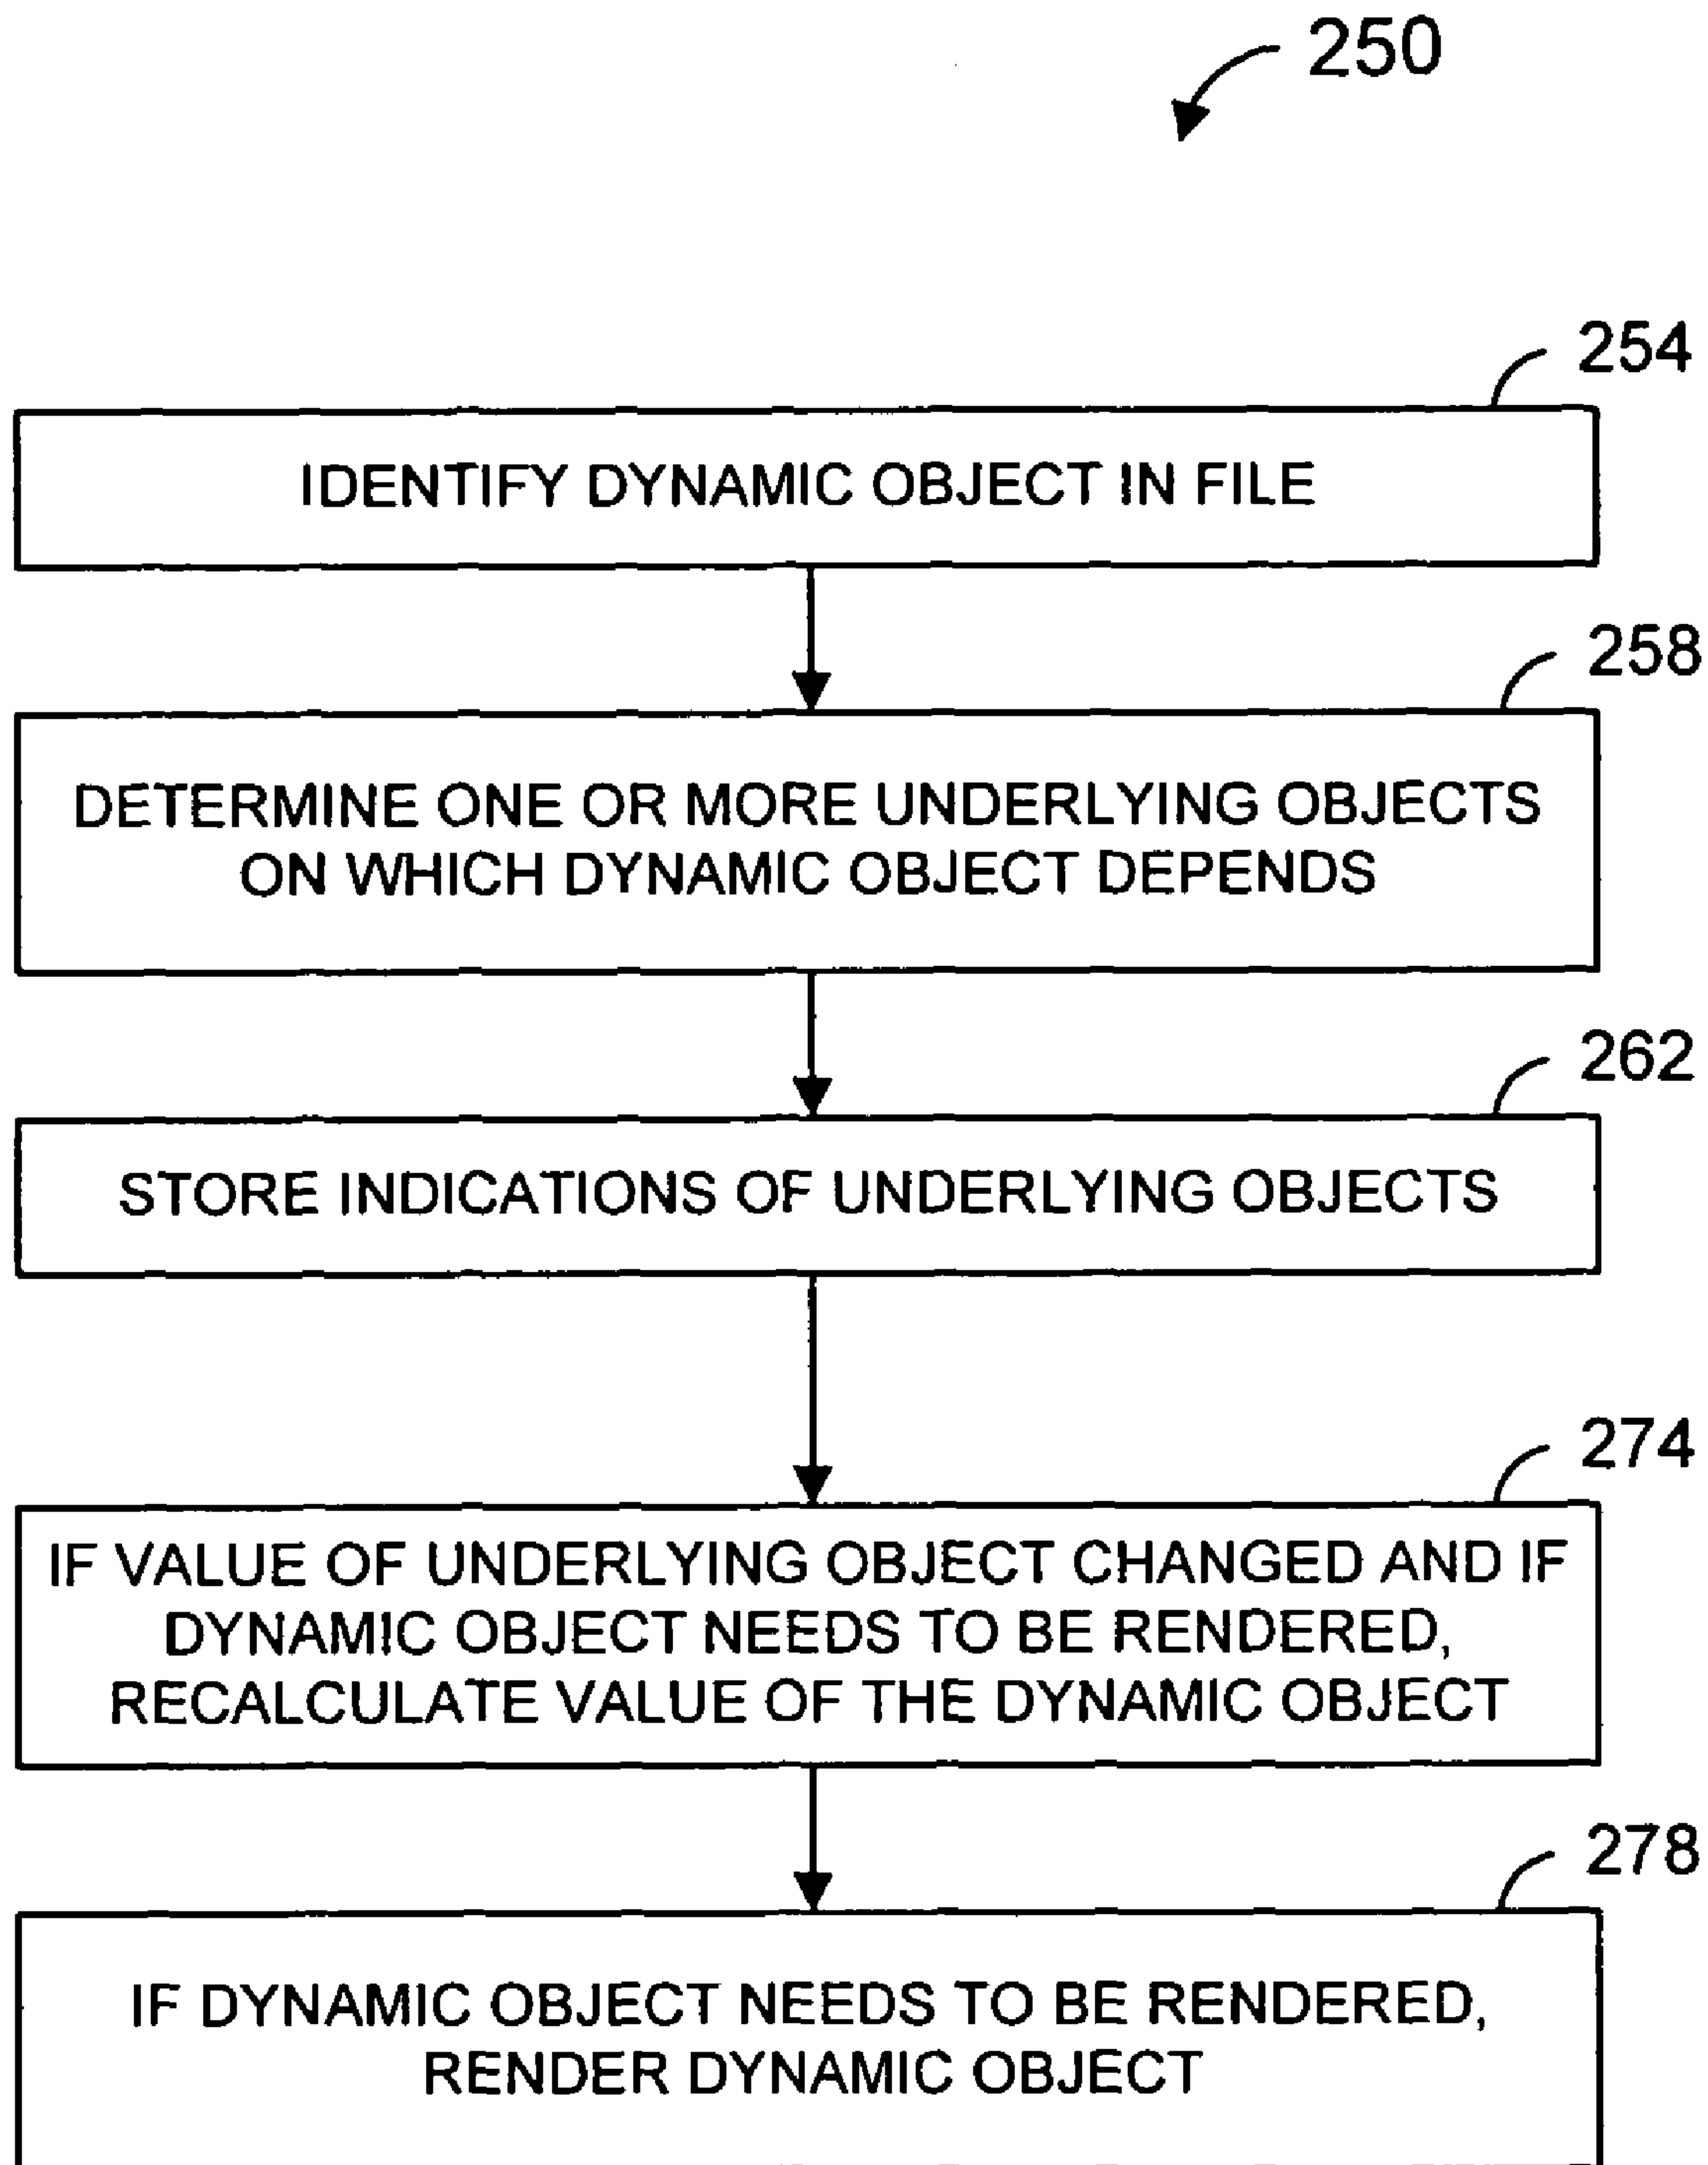 250
254
IDENTIFY DYNAMIC OBJECT IN FILE
258
DETERMINE ONE OR MORE UNDERLYING OBJECTS
ON WHICH DYNAMIC OBJECT DEPENDS
262
STORE INDICATIONS OF UNDERLYING OBJECTS
274
IF VALUE OF UNDERLYING OBJECT CHANGED AND IF
DYNAMIC OBJECT NEEDS TO BE RENDERED,
RECALCULATE VALUE OF THE DYNAMIC OBJECT
278
IF DYNAMIC OBJECT NEEDS TO BE RENDERED,
RENDER DYNAMIC OBJECT